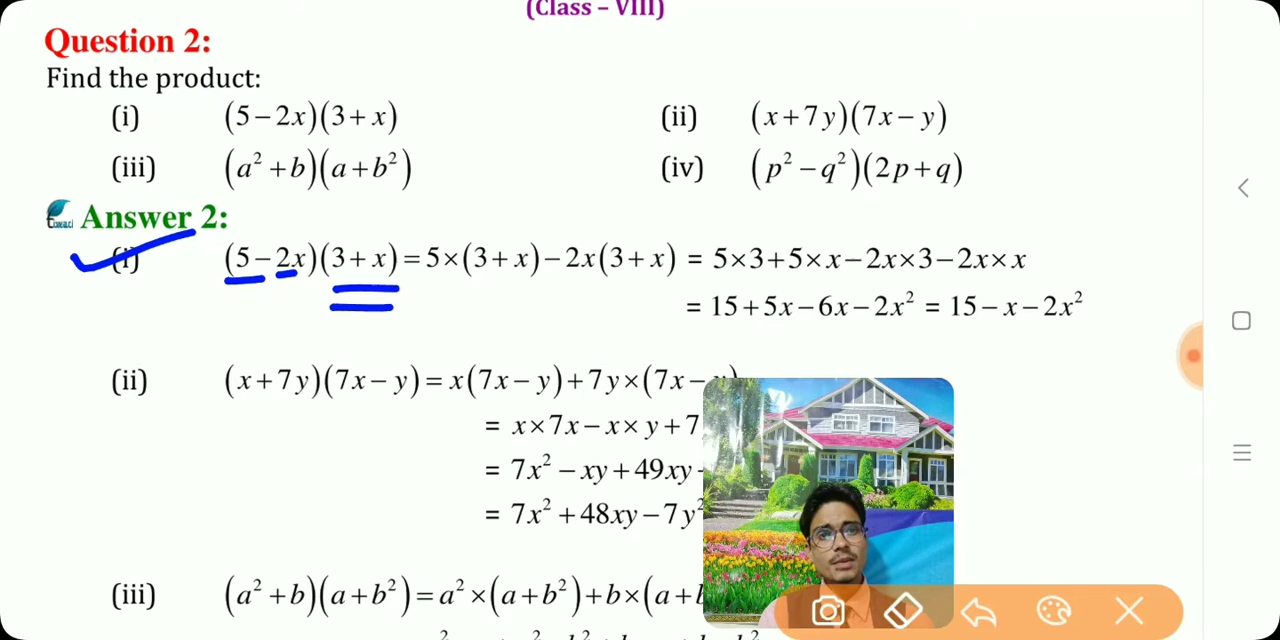 (Class – VIII)
Question 2:
Find the product:
(i) (5 − 2x)(3 + x) (ii) (x + 7y)(7x − y)
(iii) (a² + b)(a + b²) (iv) (p² − q²)(2p + q)
Answer 2:
(i) (5 − 2x)(3 + x) = 5 × (3 + x) − 2x(3 + x) = 5 × 3 + 5 × x − 2x × 3 − 2x × x
= 15 + 5x − 6x − 2x² = 15 − x − 2x²
(ii) (x + 7y)(7x − y) = x(7x − y) + 7y × (7x −
= x × 7x − x × y + 7
= 7x² − xy + 49xy
= 7x² + 48xy − 7y²
(iii) (a² + b)(a + b²) = a² × (a + b²) + b × (a +